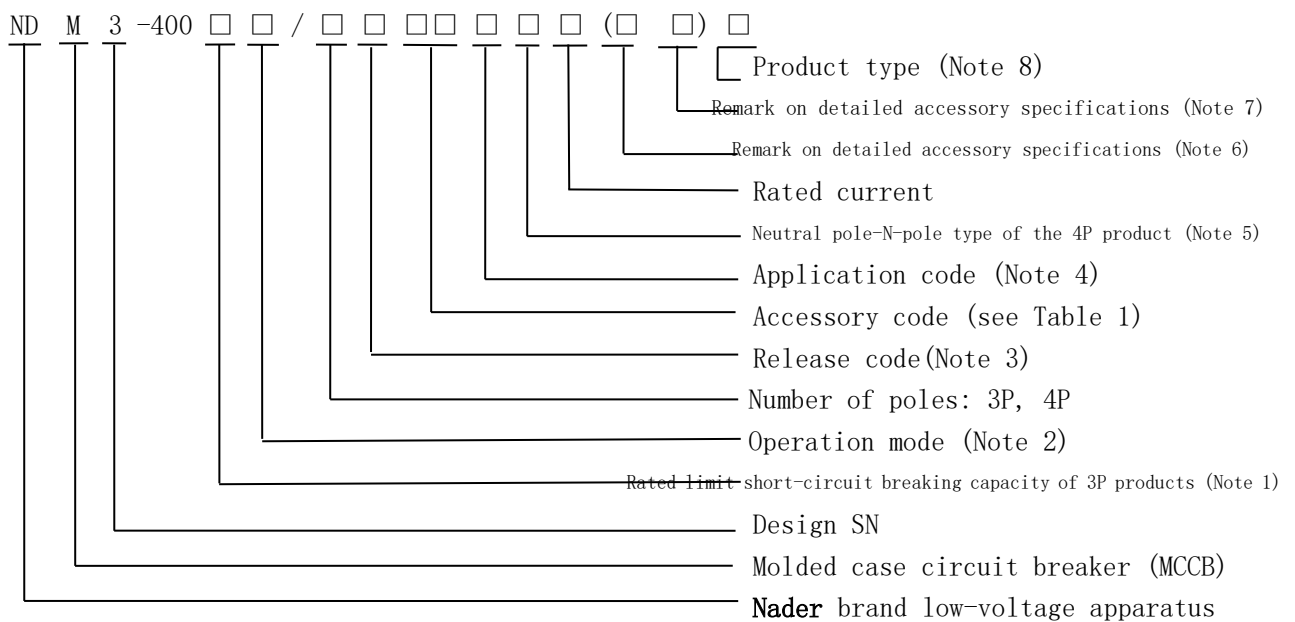 ND M 3 -400 □ □ / □ □ □□ □ □ □ (□ □) □
Product type (Note 8)
Remark on detailed accessory specifications (Note 7)
Remark on detailed accessory specifications (Note 6)
Rated current
Neutral pole-N-pole type of the 4P product (Note 5)
Application code (Note 4)
Accessory code (see Table 1)
Release code(Note 3)
Number of poles: 3P, 4P
Operation mode (Note 2)
Rated limit short-circuit breaking capacity of 3P products (Note 1)
Design SN
Molded case circuit breaker (MCCB)
Nader brand low-voltage apparatus